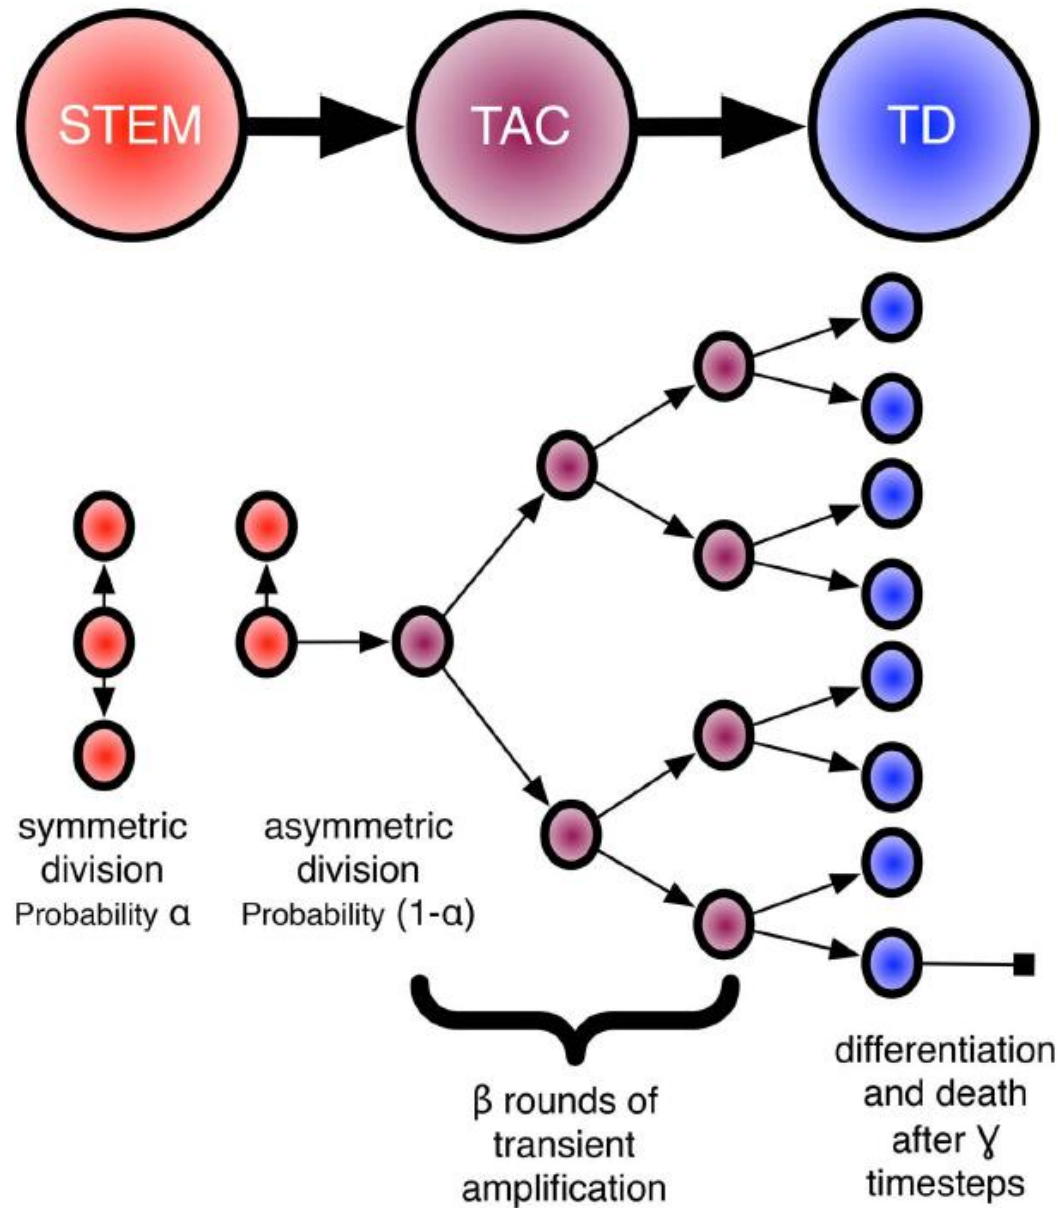 STEM
TAC
TD
symmetric
division
Probability α
asymmetric
division
Probability (1-α)
β rounds of
transient
amplification
differentiation
and death
after γ
timesteps